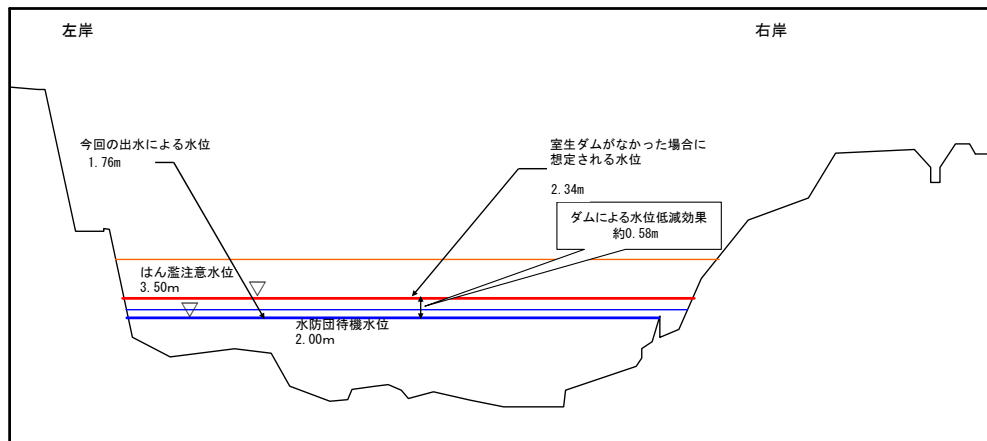 左岸
右岸
今回の出水による水位
1.76m
室生ダムがなかった場合に
想定される水位
2.34m
ダムによる水位低減効果
約0.58m
はん濫注意水位
3.50m
水防団待機水位
2.00m